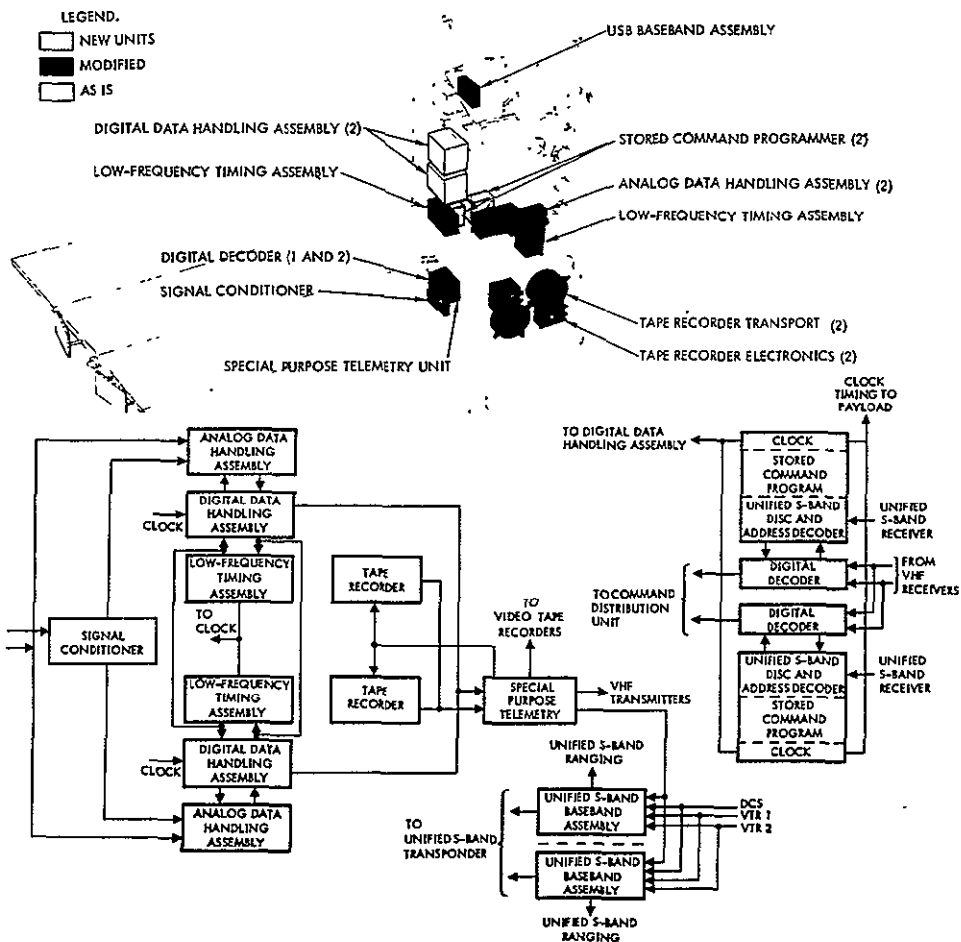 LEGEND.
NEW UNITS
MODIFIED
AS IS
USB BASEBAND ASSEMBLY
DIGITAL DATA HANDLING ASSEMBLY (2)
STORED COMMAND PROGRAMMER (2)
LOW-FREQUENCY TIMING ASSEMBLY
ANALOG DATA HANDLING ASSEMBLY (2)
LOW-FREQUENCY TIMING ASSEMBLY
DIGITAL DECODER (1 AND 2)
SIGNAL CONDITIONER
TAPE RECORDER TRANSPORT (2)
SPECIAL PURPOSE TELEMETRY UNIT
TAPE RECORDER ELECTRONICS (2)
ANALOG DATA
HANDLING
ASSEMBLY
DIGITAL DATA
HANDLING
ASSEMBLY
CLOCK
LOW-FREQUENCY
TIMING
ASSEMBLY
TO
CLOCK
SIGNAL
CONDITIONER
LOW-FREQUENCY
TIMING
ASSEMBLY
DIGITAL DATA
HANDLING
ASSEMBLY
CLOCK
ANALOG DATA
HANDLING
ASSEMBLY
TAPE
RECORDER
TAPE
RECORDER
TO
VIDEO TAPE
RECORDERS
SPECIAL
PURPOSE
TELEMETRY
VHF
TRANSMITTERS
UNIFIED S-BAND
RANGING
UNIFIED S-BAND
BASEBAND
ASSEMBLY
DCS
VTR 1
VTR 2
TO
UNIFIED S-BAND
TRANSPONDER
UNIFIED S-BAND
BASEBAND
ASSEMBLY
UNIFIED S-BAND
RANGING
CLOCK
TIMING TO
PAYLOAD
TO DIGITAL DATA
HANDLING ASSEMBLY
CLOCK
STORED
COMMAND
PROGRAM
UNIFIED S-BAND
DISC AND
ADDRESS DECODER
UNIFIED
S-BAND
RECEIVER
DIGITAL
DECODER
FROM
VHF
RECEIVERS
TO COMMAND
DISTRIBUTION
UNIT
DIGITAL
DECODER
UNIFIED S-BAND
DISC AND
ADDRESS DECODER
UNIFIED
S-BAND
RECEIVER
STORED
COMMAND
PROGRAM
CLOCK